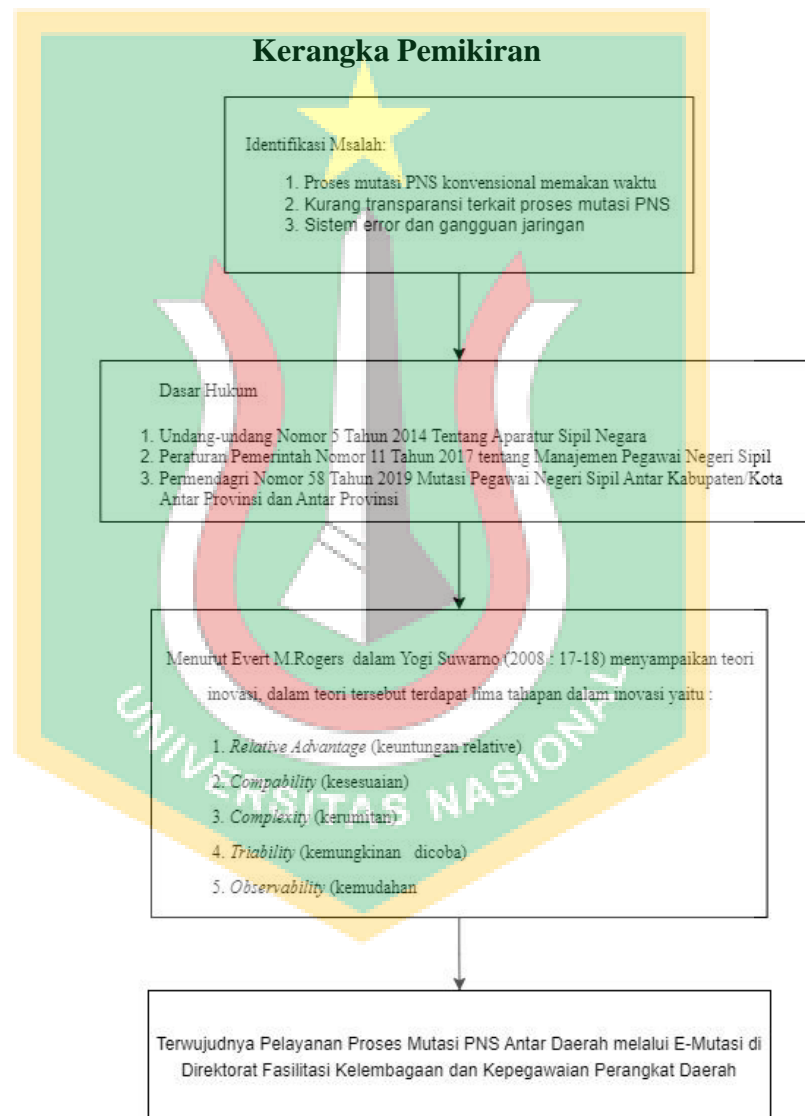 Kerangka Pemikiran
Identifikasi Msalah:
1. Proses mutasi PNS konvensional memakan waktu
2. Kurang transparansi terkait proses mutasi PNS
3. Sistem error dan gangguan jaringan
Dasar Hukum
1. Undang-undang Nomor 5 Tahun 2014 Tentang Aparatur Sipil Negara
2. Peraturan Pemerintah Nomor 11 Tahun 2017 tentang Manajemen Pegawai Negeri Sipil
3. Permendagri Nomor 58 Tahun 2019 Mutasi Pegawai Negeri Sipil Antar Kabupaten/Kota
Antar Provinsi dan Antar Provinsi
Menurut Evert M.Rogers dalam Yogi Suwarno (2008 : 17-18) menyampaikan teori
inovasi, dalam teori tersebut terdapat lima tahapan dalam inovasi yaitu :
1. Relative Advantage (keuntungan relative)
2. Compability (kesesuaian)
3. Complexity (kerumitan)
4. Triability (kemungkinan dicoba)
5. Observability (kemudahan
UNIVERSITAS NASIONAL
Terwujudnya Pelayanan Proses Mutasi PNS Antar Daerah melalui E-Mutasi di
Direktorat Fasilitasi Kelembagaan dan Kepegawaian Perangkat Daerah